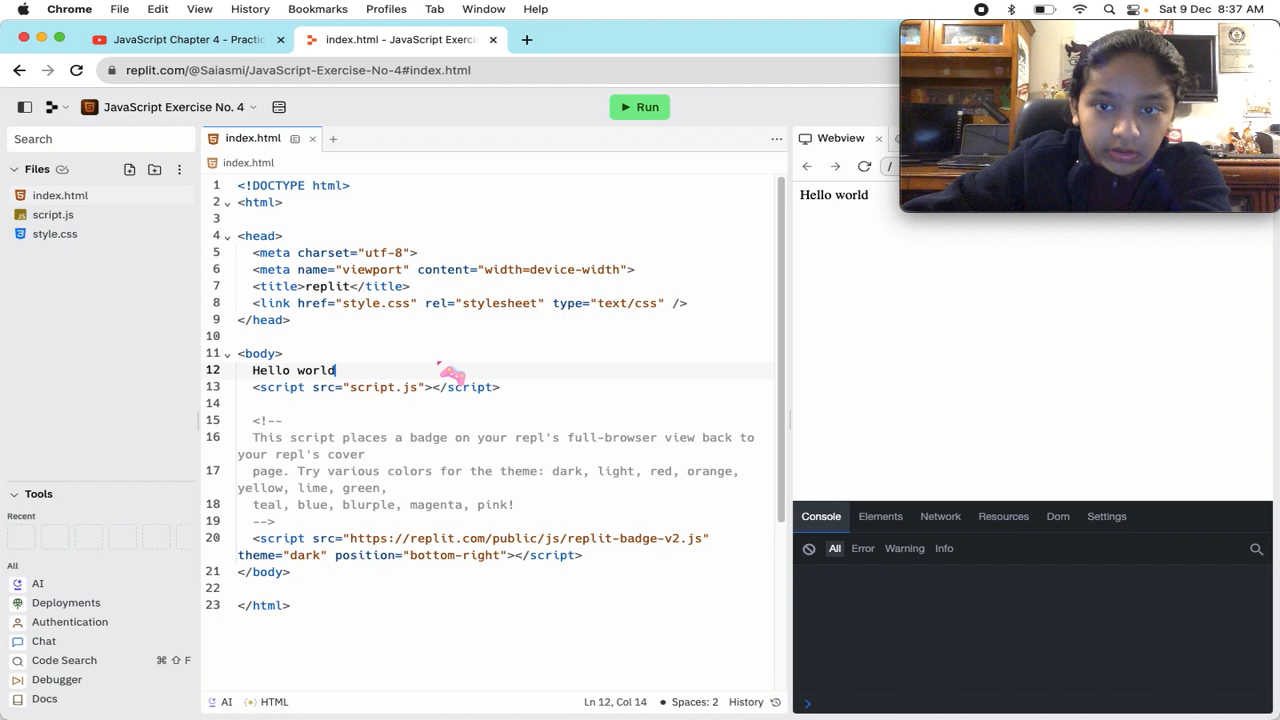 Chrome File Edit View History Bookmarks Profiles Tab Window Help Sat 9 Dec 8:37 AM
JavaScript Chapter index.html - JavaScript Exerci
replit.com/@Saiasmi/JavaScript-Exercise-No-4#index.html
JavaScript Exercise No. 4 Run
Search
Files
index.html
script.js
style.css
Tools
Recent
All
AI
Deployments
Authentication
Chat
Code Search ⌘ ⇧ F
Debugger
Docs
index.html
index.html
1 <!DOCTYPE html>
2 <html>
3
4 <head>
5 <meta charset="utf-8">
6 <meta name="viewport" content="width=device-width">
7 <title>replit</title>
8 <link href="style.css" rel="stylesheet" type="text/css" />
9 </head>
10
11 <body>
12 Hello world
13 <script src="script.js"></script>
14
15 <!--
16 This script places a badge on your repl's full-browser view back to
your repl's cover
17 page. Try various colors for the theme: dark, light, red, orange,
yellow, lime, green,
18 teal, blue, blurple, magenta, pink!
19 -->
20 <script src="https://replit.com/public/js/replit-badge-v2.js"
theme="dark" position="bottom-right"></script>
21 </body>
22
23 </html>
AI HTML Ln 12, Col 14 Spaces: 2 History
Webview
/
Hello world
Console Elements Network Resources Dom Settings
All Error Warning Info